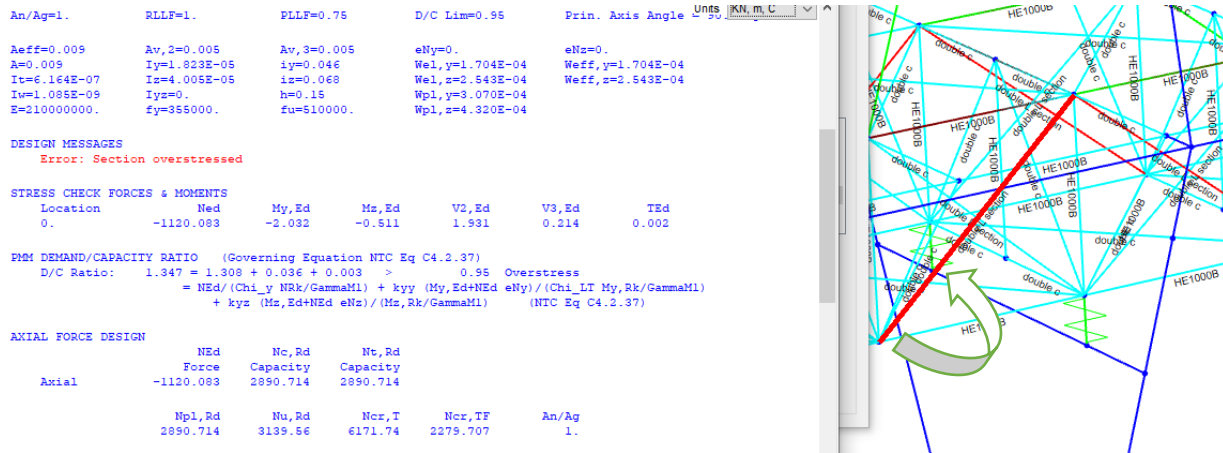 Units KN, m, C
An/Ag=1. RLLF=1. PLLF=0.75 D/C Lim=0.95 Prin. Axis Angle = 90.
Aeff=0.009 Av,2=0.005 Av,3=0.005 eNy=0. eNz=0.
A=0.009 Iy=1.823E-05 iy=0.046 Wel,y=1.704E-04 Weff,y=1.704E-04
It=6.164E-07 Iz=4.005E-05 iz=0.068 Wel,z=2.543E-04 Weff,z=2.543E-04
Iw=1.085E-09 Iyz=0. h=0.15 Wpl,y=3.070E-04
E=210000000. fy=355000. fu=510000. Wpl,z=4.320E-04
DESIGN MESSAGES
Error: Section overstressed
STRESS CHECK FORCES & MOMENTS
Location Ned My,Ed Mz,Ed V2,Ed V3,Ed TEd
0. -1120.083 -2.032 -0.511 1.931 0.214 0.002
PMM DEMAND/CAPACITY RATIO (Governing Equation NTC Eq C4.2.37)
D/C Ratio: 1.347 = 1.308 + 0.036 + 0.003 > 0.95 Overstress
= NEd/(Chi_y NRk/GammaM1) + kyy (My,Ed+NEd eNy)/(Chi_LT My,Rk/GammaM1)
+ kyz (Mz,Ed+NEd eNz)/(Mz,Rk/GammaM1) (NTC Eq C4.2.37)
AXIAL FORCE DESIGN
NEd Nc,Rd Nt,Rd
Force Capacity Capacity
Axial -1120.083 2890.714 2890.714
Npl,Rd Nu,Rd Ncr,T Ncr,TF An/Ag
2890.714 3139.56 6171.74 2279.707 1.
HE1000B
double c
double c
double c
HE1000B
double c
HE1000B
HE1000B
double c
HE1000B
double c
HE1000B
HE1000B
HE1000B
double c
HE1000B
double c
double c
HE1000B
double c
HE1000B